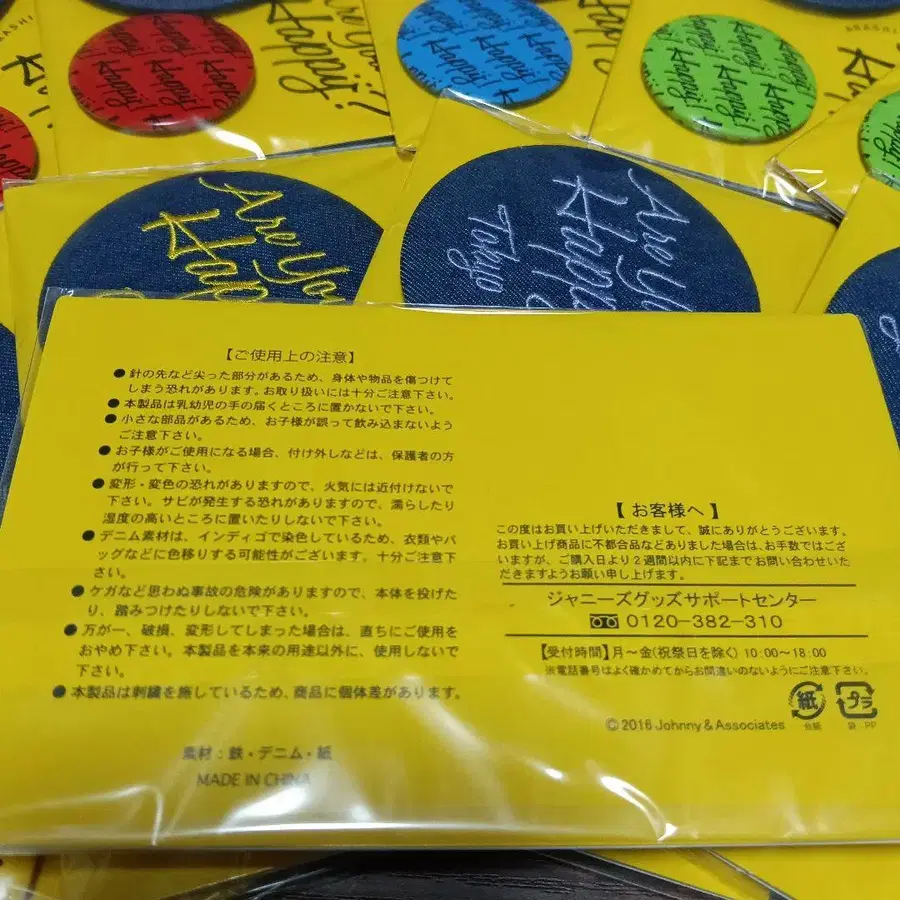 ARASHI
Happy!
Happy!
Happy!
Are You
Happy?
Happy!
Happy!
Happy!
Happy!
Happy!
Happy!
Are You
Happy
Are You
Happy
Tokyo
【ご使用上の注意】
●針の先など尖った部分があるため、身体や物品を傷つけて
しまう恐れがあります。お取り扱いには十分ご注意下さい。
●本製品は乳幼児の手の届くところに置かないで下さい。
●小さな部品があるため、お子様が誤って飲み込まないよう
ご注意下さい。
●お子様がご使用になる場合、付け外しなどは、保護者の方
が行って下さい。
●変形・変色の恐れがありますので、火気には近付けないで
下さい。サビが発生する恐れがありますので、濡らしたり
湿度の高いところに置いたりしないで下さい。
●デニム素材は、インディゴで染色しているため、衣類やバ
ッグなどに色移りする可能性がございます。十分ご注意下
さい。
●ケガなど思わぬ事故の危険がありますので、本体を投げた
り、踏みつけたりしないで下さい。
●万が一、破損、変形してしまった場合は、直ちにご使用を
おやめ下さい。本製品を本来の用途以外に、使用しないで
下さい。
●本製品は刺繍を施しているため、商品に個体差があります。
素材：鉄・デニム・紙
MADE IN CHINA
【お客様へ】
この度はお買い上げいただきまして、誠にありがとうございます。
お買い上げ商品に不都合品などありました場合は、お手数ではござ
いますが、ご購入日より2週間以内に下記までお問い合わせいた
だきますようお願い申し上げます。
ジャニーズグッズサポートセンター
0120-382-310
【受付時間】月～金(祝祭日を除く) 10:00～18:00
※電話番号はよく確かめてからお間違いのないようにご注意下さい。
紙
台紙
プラ
袋:PP
©2016 Johnny & Associates